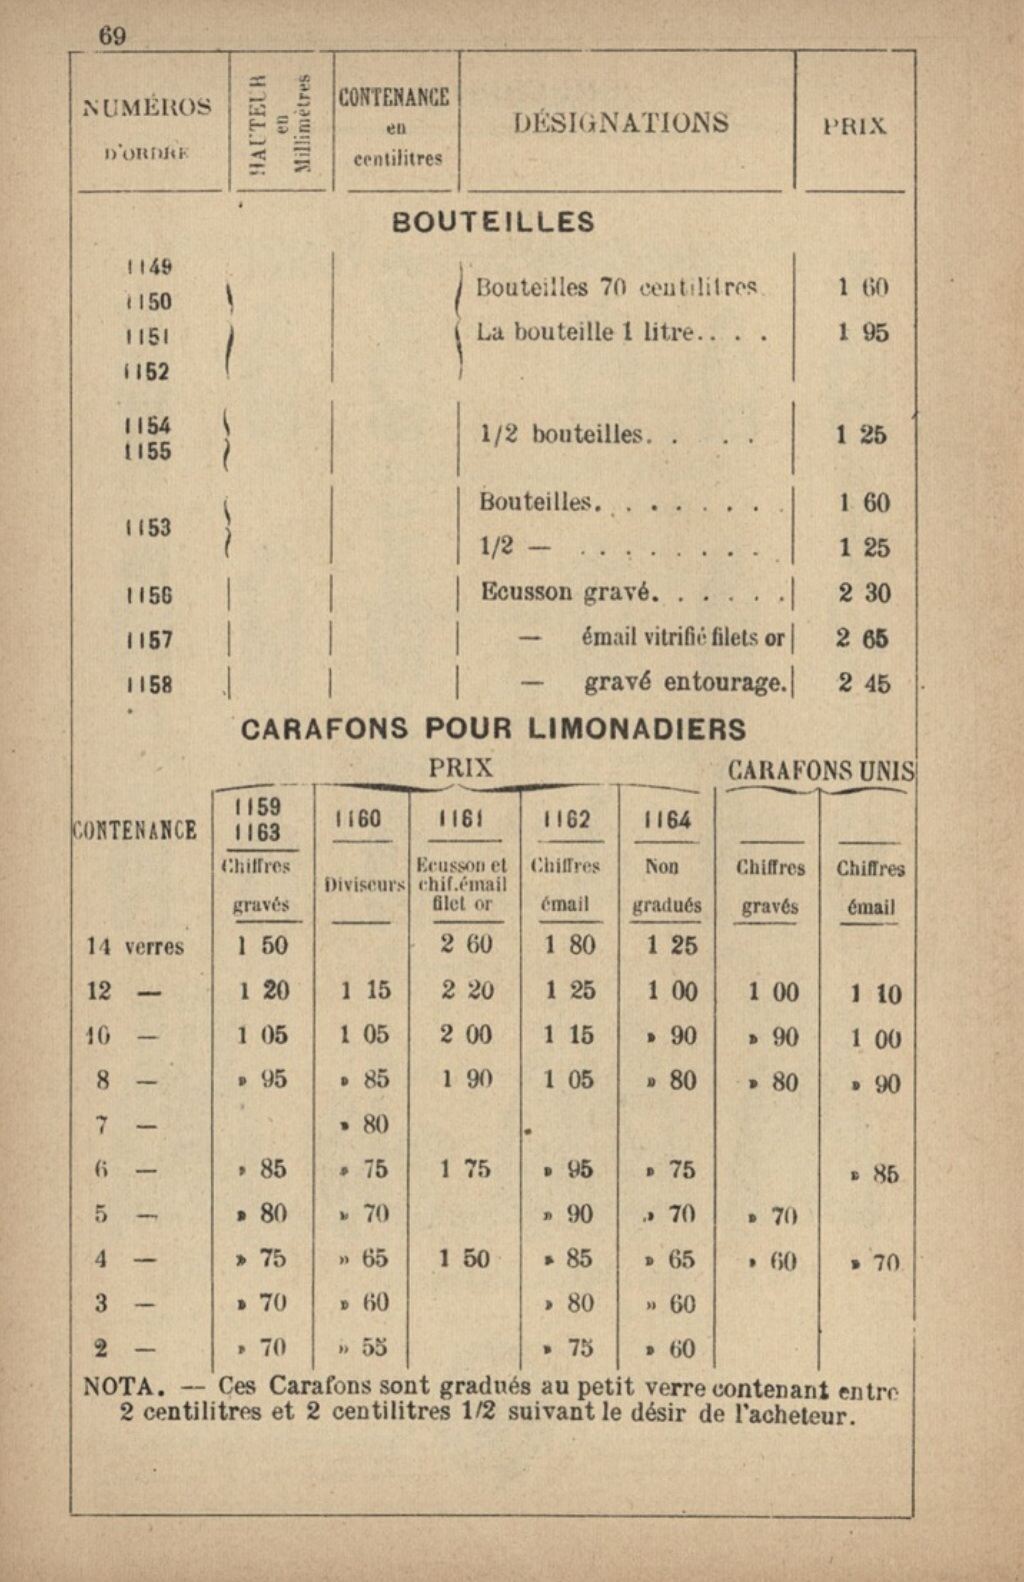 69
NUMÉROS D'ORDRE HAUTEUR en Millimètres CONTENANCE en centilitres DÉSIGNATIONS PRIX
BOUTEILLES
1149
1150 Bouteilles 70 centilitres. 1 60
1151 La bouteille 1 litre.. . . 1 95
1152
1154
1155 1/2 bouteilles. . . . 1 25
1153 Bouteilles. . . . . . . . 1 60
1/2 — . . . . . . . . . 1 25
1156 Ecusson gravé. . . . . . 2 30
1157 — émail vitrifié filets or 2 65
1158 — gravé entourage. 2 45
CARAFONS POUR LIMONADIERS
PRIX CARAFONS UNIS
CONTENANCE 1159 1163 1160 1161 1162 1164
Chiffres gravés Diviseurs Ecusson et chif.émail filet or Chiffres émail Non gradués Chiffres gravés Chiffres émail
14 verres 1 50 2 60 1 80 1 25
12 — 1 20 1 15 2 20 1 25 1 00 1 00 1 10
10 — 1 05 1 05 2 00 1 15 » 90 » 90 1 00
8 — » 95 » 85 1 90 1 05 » 80 » 80 » 90
7 — » 80
6 — » 85 » 75 1 75 » 95 » 75 » 85
5 — » 80 » 70 » 90 » 70 » 70
4 — » 75 » 65 1 50 » 85 » 65 » 60 » 70
3 — » 70 » 60 » 80 » 60
2 — » 70 » 55 » 75 » 60
NOTA. — Ces Carafons sont gradués au petit verre contenant entre
2 centilitres et 2 centilitres 1/2 suivant le désir de l'acheteur.